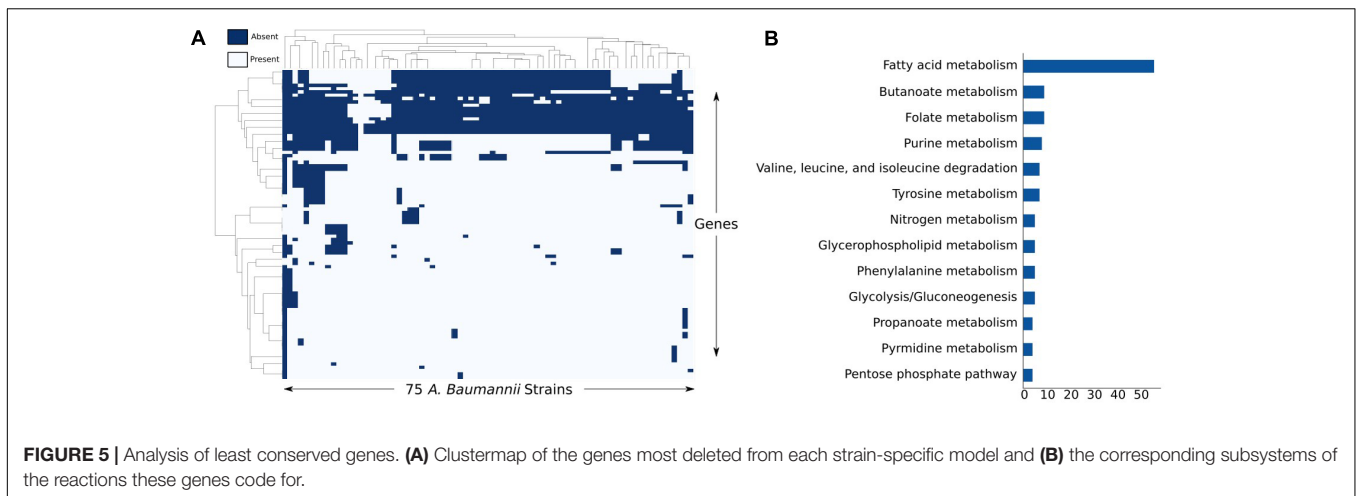 A
Absent
Present
Genes
75 A. Baumannii Strains
B
Fatty acid metabolism
Butanoate metabolism
Folate metabolism
Purine metabolism
Valine, leucine, and isoleucine degradation
Tyrosine metabolism
Nitrogen metabolism
Glycerophospholipid metabolism
Phenylalanine metabolism
Glycolysis/Gluconeogenesis
Propanoate metabolism
Pyrmidine metabolism
Pentose phosphate pathway
0 10 20 30 40 50
FIGURE 5 | Analysis of least conserved genes. (A) Clustermap of the genes most deleted from each strain-specific model and (B) the corresponding subsystems of
the reactions these genes code for.